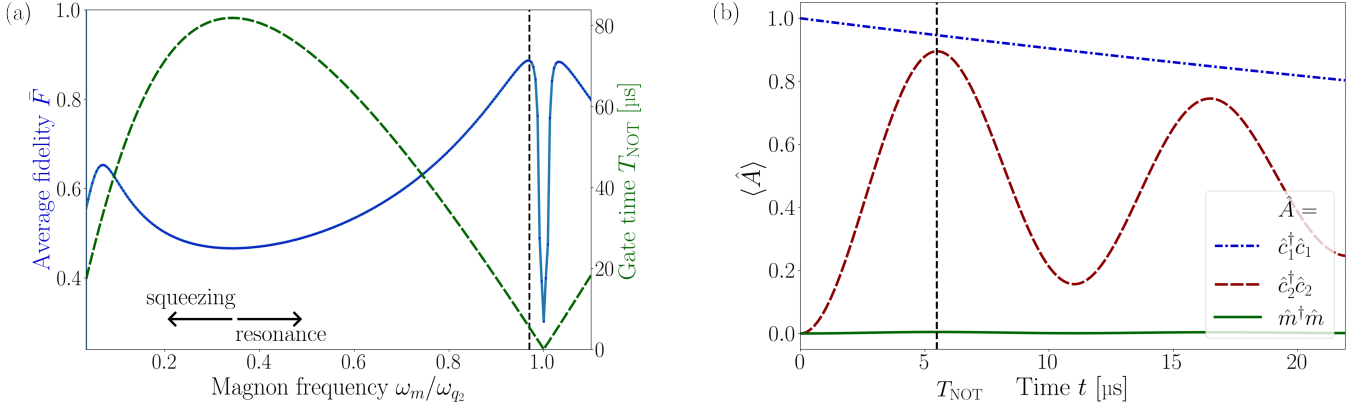 (a)
1.0
0.8
0.6
0.4
Average fidelity F̄
squeezing
resonance
0.2
0.4
0.6
0.8
1.0
Magnon frequency ω_m/ω_{q_2}
80
60
40
20
0
Gate time T_NOT [μs]
(b)
1.0
0.8
0.6
0.4
0.2
0.0
⟨Â⟩
Â =
ĉ₁†ĉ₁
ĉ₂†ĉ₂
m̂†m̂
0
5
10
15
20
T_NOT
Time t [μs]